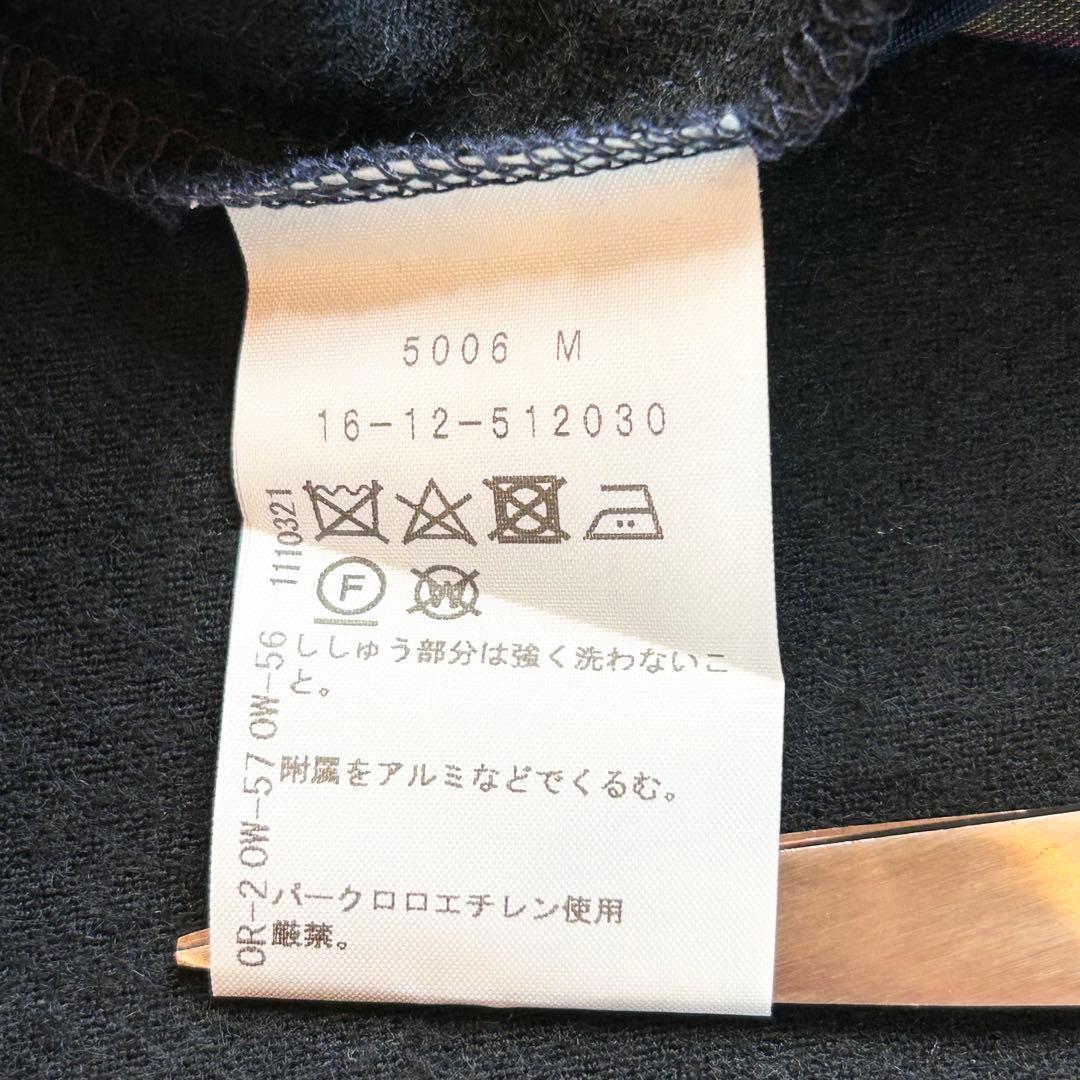 5006 M
16-12-512030
F
W
ししゅう部分は強く洗わないこ
と。
附属をアルミなどでくるむ。
パークロロエチレン使用
厳禁。
1110321
OR-2 OW-57 OW-56